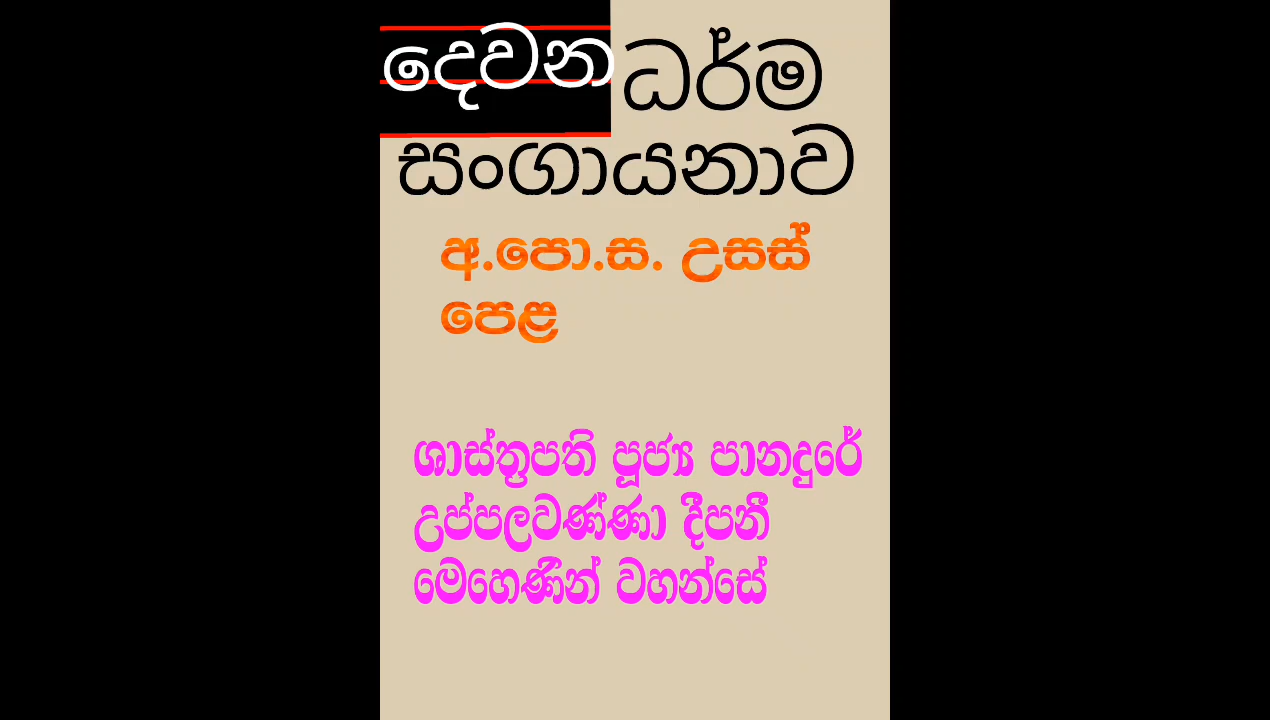 දෙවන ධර්ම
සංගායනාව
අ.පො.ස. උසස්
පෙළ
ශාස්ත්‍රපති පූජ්‍ය පානදුරේ
උප්පලවණ්ණා දීපනී
මෙහෙණින් වහන්සේ